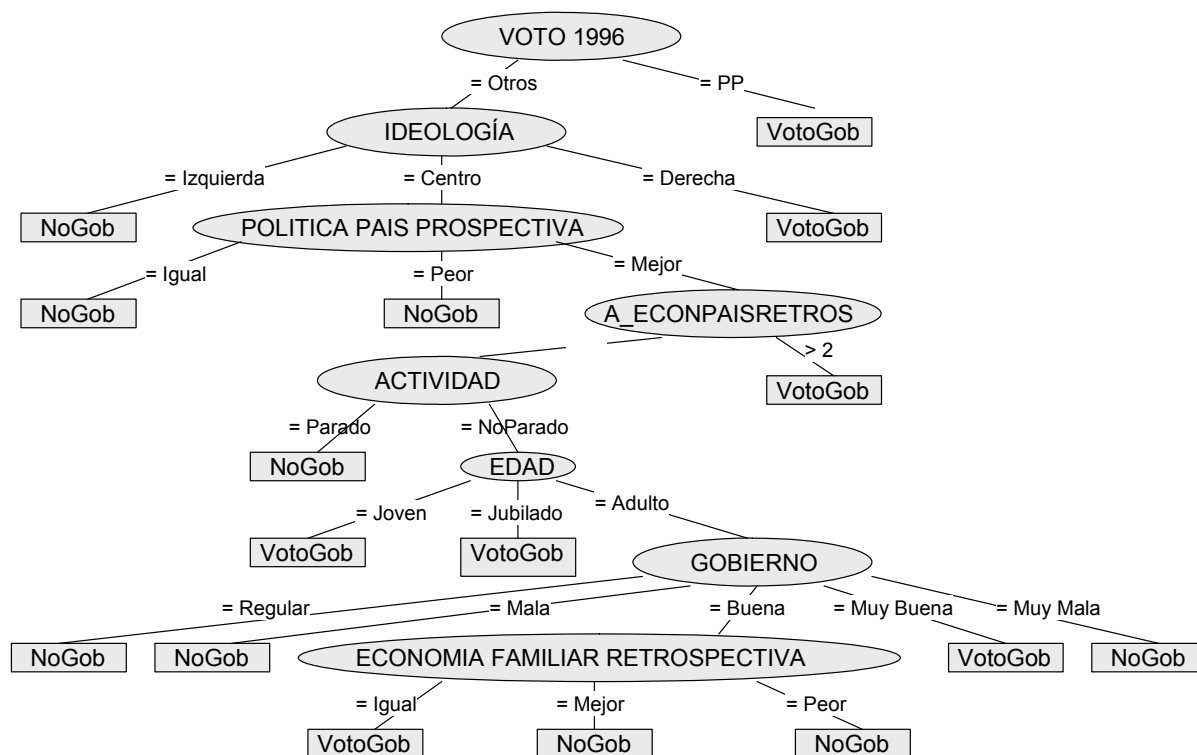 VOTO 1996
= Otros
= PP
IDEOLOGÍA
VotoGob
= Izquierda
= Centro
= Derecha
NoGob
POLITICA PAIS PROSPECTIVA
VotoGob
= Igual
= Peor
= Mejor
NoGob
NoGob
A_ECONPAISRETROS
> 2
ACTIVIDAD
VotoGob
= Parado
= NoParado
NoGob
EDAD
= Joven
= Jubilado
= Adulto
VotoGob
VotoGob
GOBIERNO
= Regular
= Mala
= Buena
= Muy Buena
= Muy Mala
NoGob
NoGob
ECONOMIA FAMILIAR RETROSPECTIVA
VotoGob
NoGob
= Igual
= Mejor
= Peor
VotoGob
NoGob
NoGob